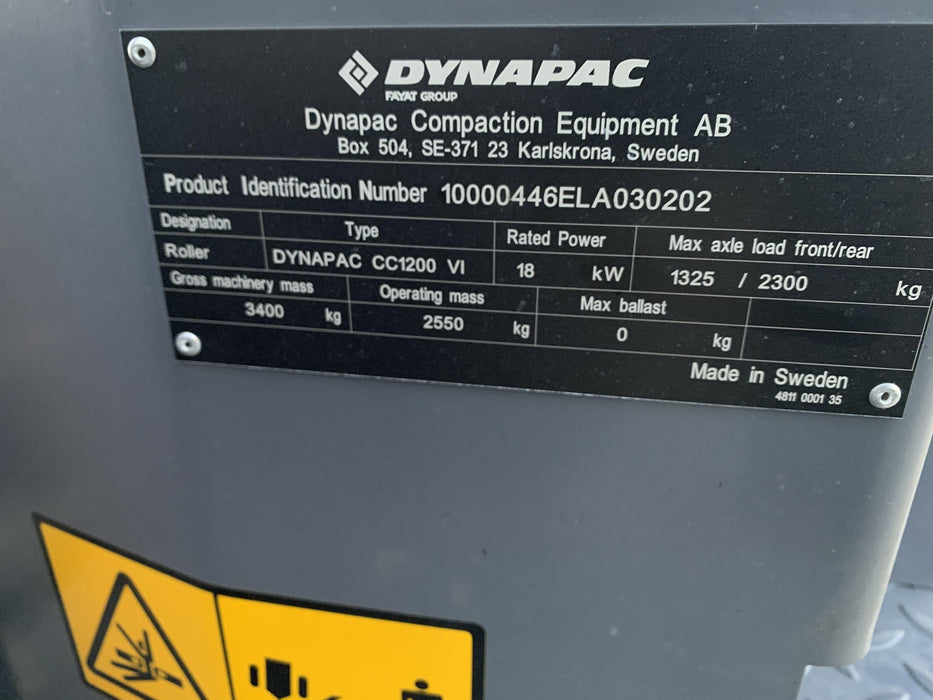 DYNAPAC
FAYAT GROUP
Dynapac Compaction Equipment AB
Box 504, SE-371 23 Karlskrona, Sweden
Product Identification Number 10000446ELA030202
Designation Type Rated Power Max axle load front/rear
Roller DYNAPAC CC1200 VI 18 kW 1325 / 2300 kg
Gross machinery mass Operating mass Max ballast
3400 kg 2550 kg 0 kg
Made in Sweden
4811 0001 35